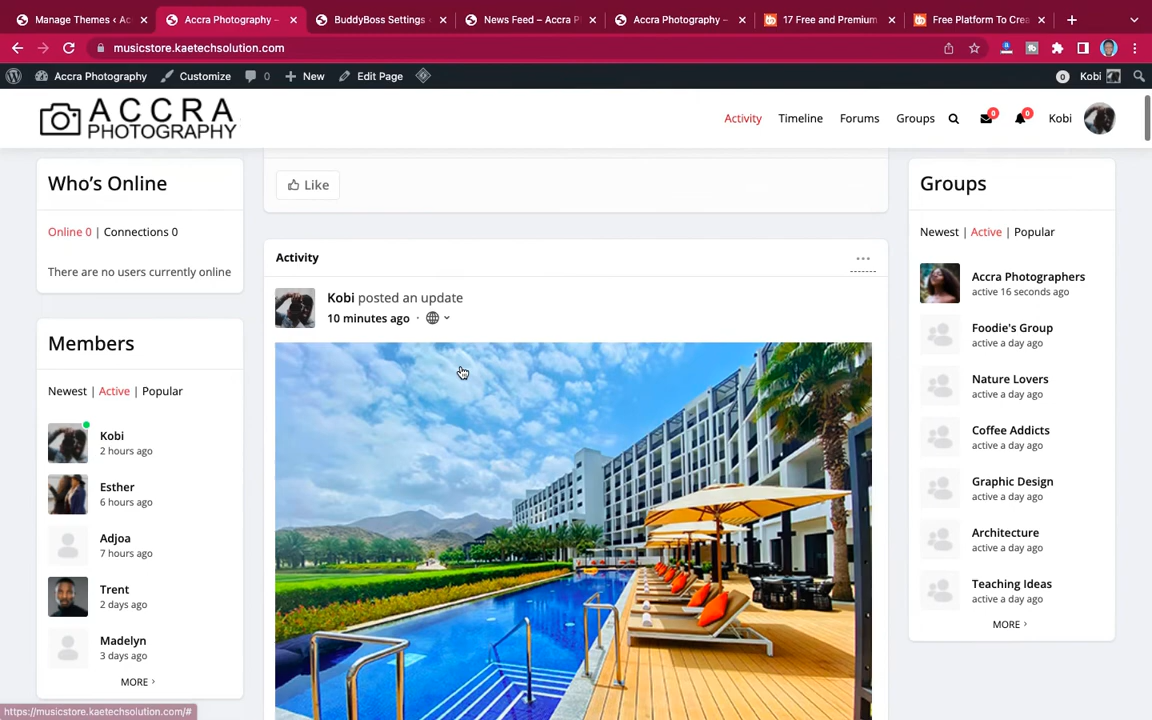 Manage Themes ‹ Ac
Accra Photography –
BuddyBoss Settings ‹
News Feed – Accra P
Accra Photography –
17 Free and Premium
Free Platform To Crea
musicstore.kaetechsolution.com
Accra Photography
Customize
0
New
Edit Page
0
Kobi
ACCRA
PHOTOGRAPHY
Activity
Timeline
Forums
Groups
0
0
Kobi
Who's Online
Online 0 | Connections 0
There are no users currently online
Members
Newest | Active | Popular
Kobi
2 hours ago
Esther
6 hours ago
Adjoa
7 hours ago
Trent
2 days ago
Madelyn
3 days ago
MORE ›
Like
Activity
Kobi posted an update
10 minutes ago
Groups
Newest | Active | Popular
Accra Photographers
active 16 seconds ago
Foodie's Group
active a day ago
Nature Lovers
active a day ago
Coffee Addicts
active a day ago
Graphic Design
active a day ago
Architecture
active a day ago
Teaching Ideas
active a day ago
MORE ›
https://musicstore.kaetechsolution.com/#